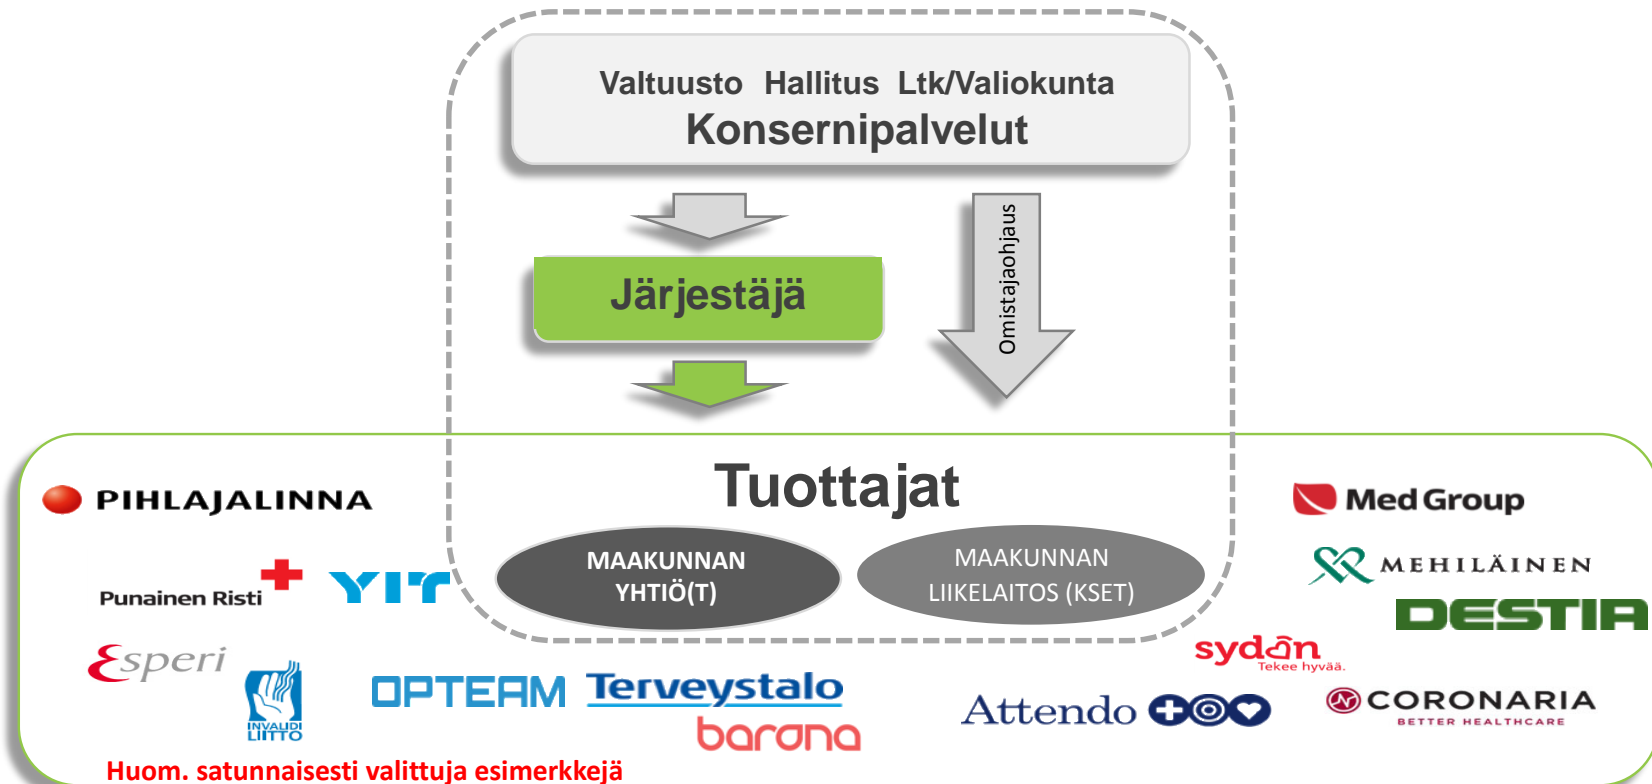 Valtuusto Hallitus Ltk/Valiokunta
Konsernipalvelut
Omistajaohjaus
Järjestäjä
Tuottajat
PIHLAJALINNA
Med Group
MAAKUNNAN
YHTIÖ(T)
MAAKUNNAN
LIIKELAITOS (KSET)
Punainen Risti
YIT
MEHILÄINEN
DESTIA
Esperi
INVALIDI
LIITTO
OPTEAM
Terveystalo
barona
sydän
Tekee hyvää.
Attendo
CORONARIA
BETTER HEALTHCARE
Huom. satunnaisesti valittuja esimerkkejä